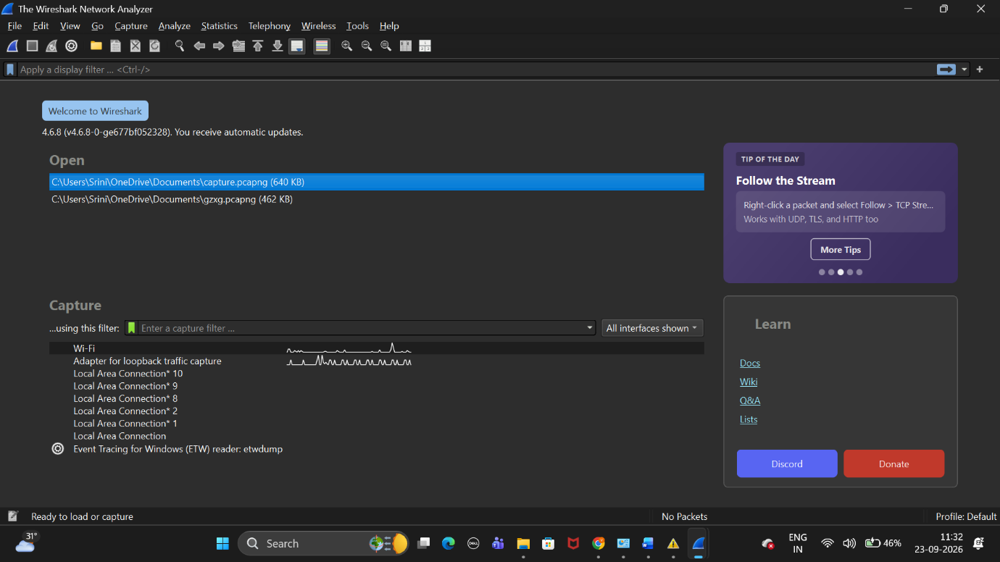 The Wireshark Network Analyzer
File Edit View Go Capture Analyze Statistics Telephony Wireless Tools Help
Apply a display filter ... <Ctrl-/>
Welcome to Wireshark
4.6.8 (v4.6.8-0-ge677bf052328). You receive automatic updates.
Open
C:\Users\Srini\OneDrive\Documents\capture.pcapng (640 KB)
C:\Users\Srini\OneDrive\Documents\gzxg.pcapng (462 KB)
TIP OF THE DAY
Follow the Stream
Right-click a packet and select Follow > TCP Stre...
Works with UDP, TLS, and HTTP too
More Tips
Capture
...using this filter: Enter a capture filter ... All interfaces shown
Wi-Fi
Adapter for loopback traffic capture
Local Area Connection* 10
Local Area Connection* 9
Local Area Connection* 8
Local Area Connection* 2
Local Area Connection* 1
Local Area Connection
Event Tracing for Windows (ETW) reader: etwdump
Learn
Docs
Wiki
Q&A
Lists
Discord Donate
Ready to load or capture No Packets Profile: Default
31° Search DELL ENG IN 46% 11:32
23-09-2026